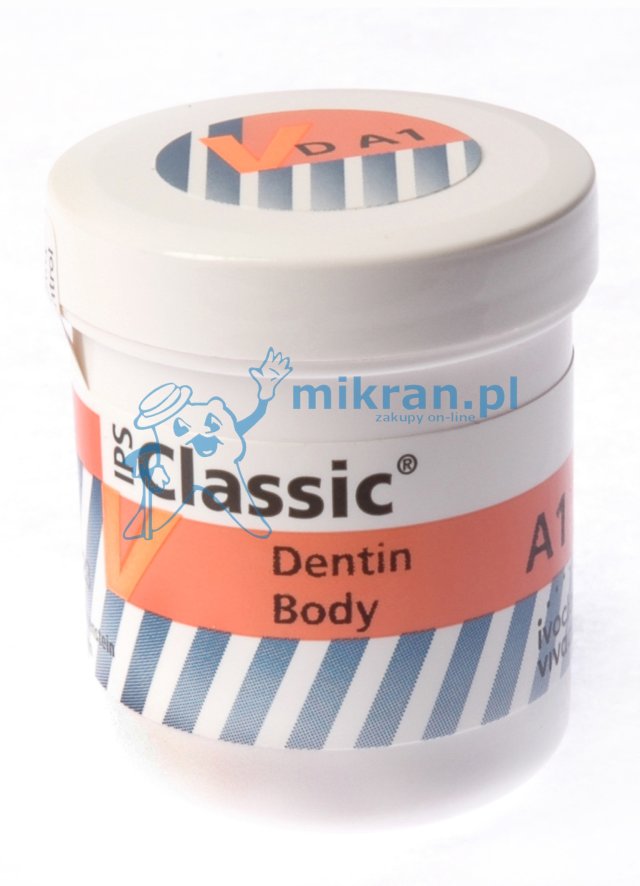 V D A1
mikran.pl
zakupy on-line
IPS
Classic®
V
Dentin
Body
A1